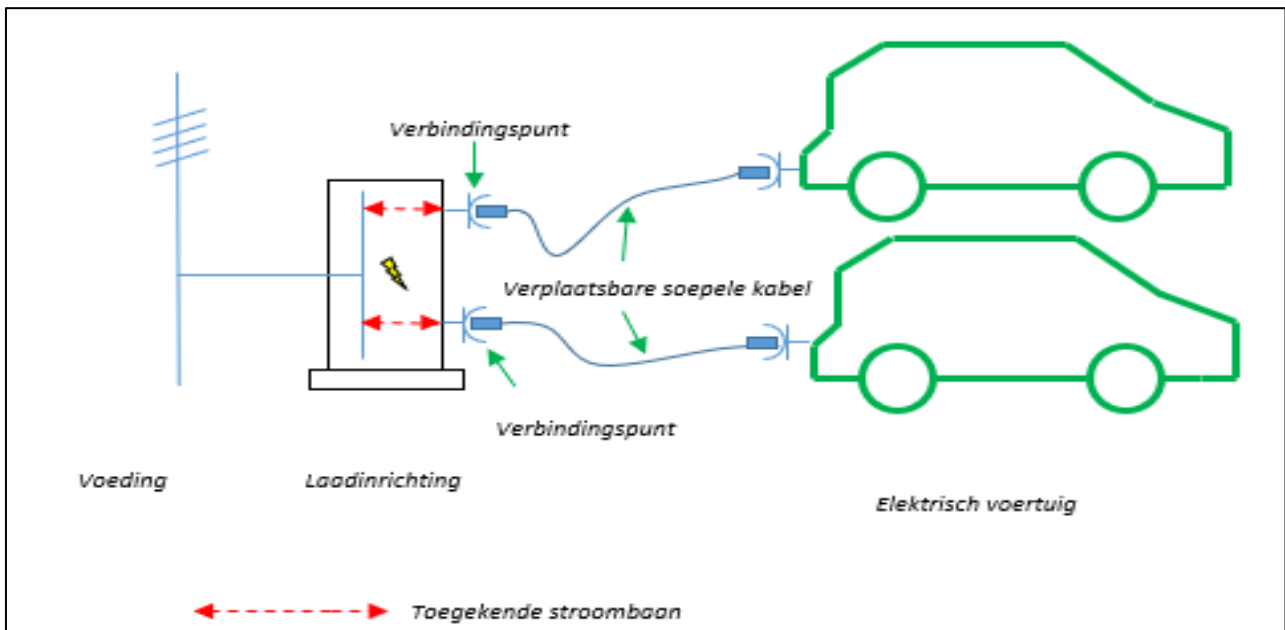 Verbindingspunt
Verplaatsbare soepele kabel
Verbindingspunt
Voeding
Laadinrichting
Elektrisch voertuig
Toegekende stroombaan